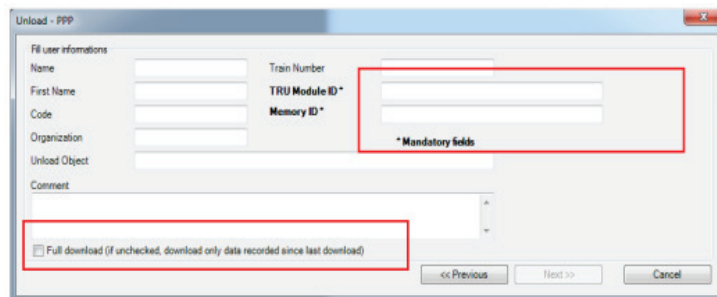 Unload - PPP
Fill user informations
Name
Train Number
First Name
TRU Module ID *
Code
Memory ID *
Organization
* Mandatory fields
Unload Object
Comment
Full download (if unchecked, download only data recorded since last download)
<< Previous
Next >>
Cancel